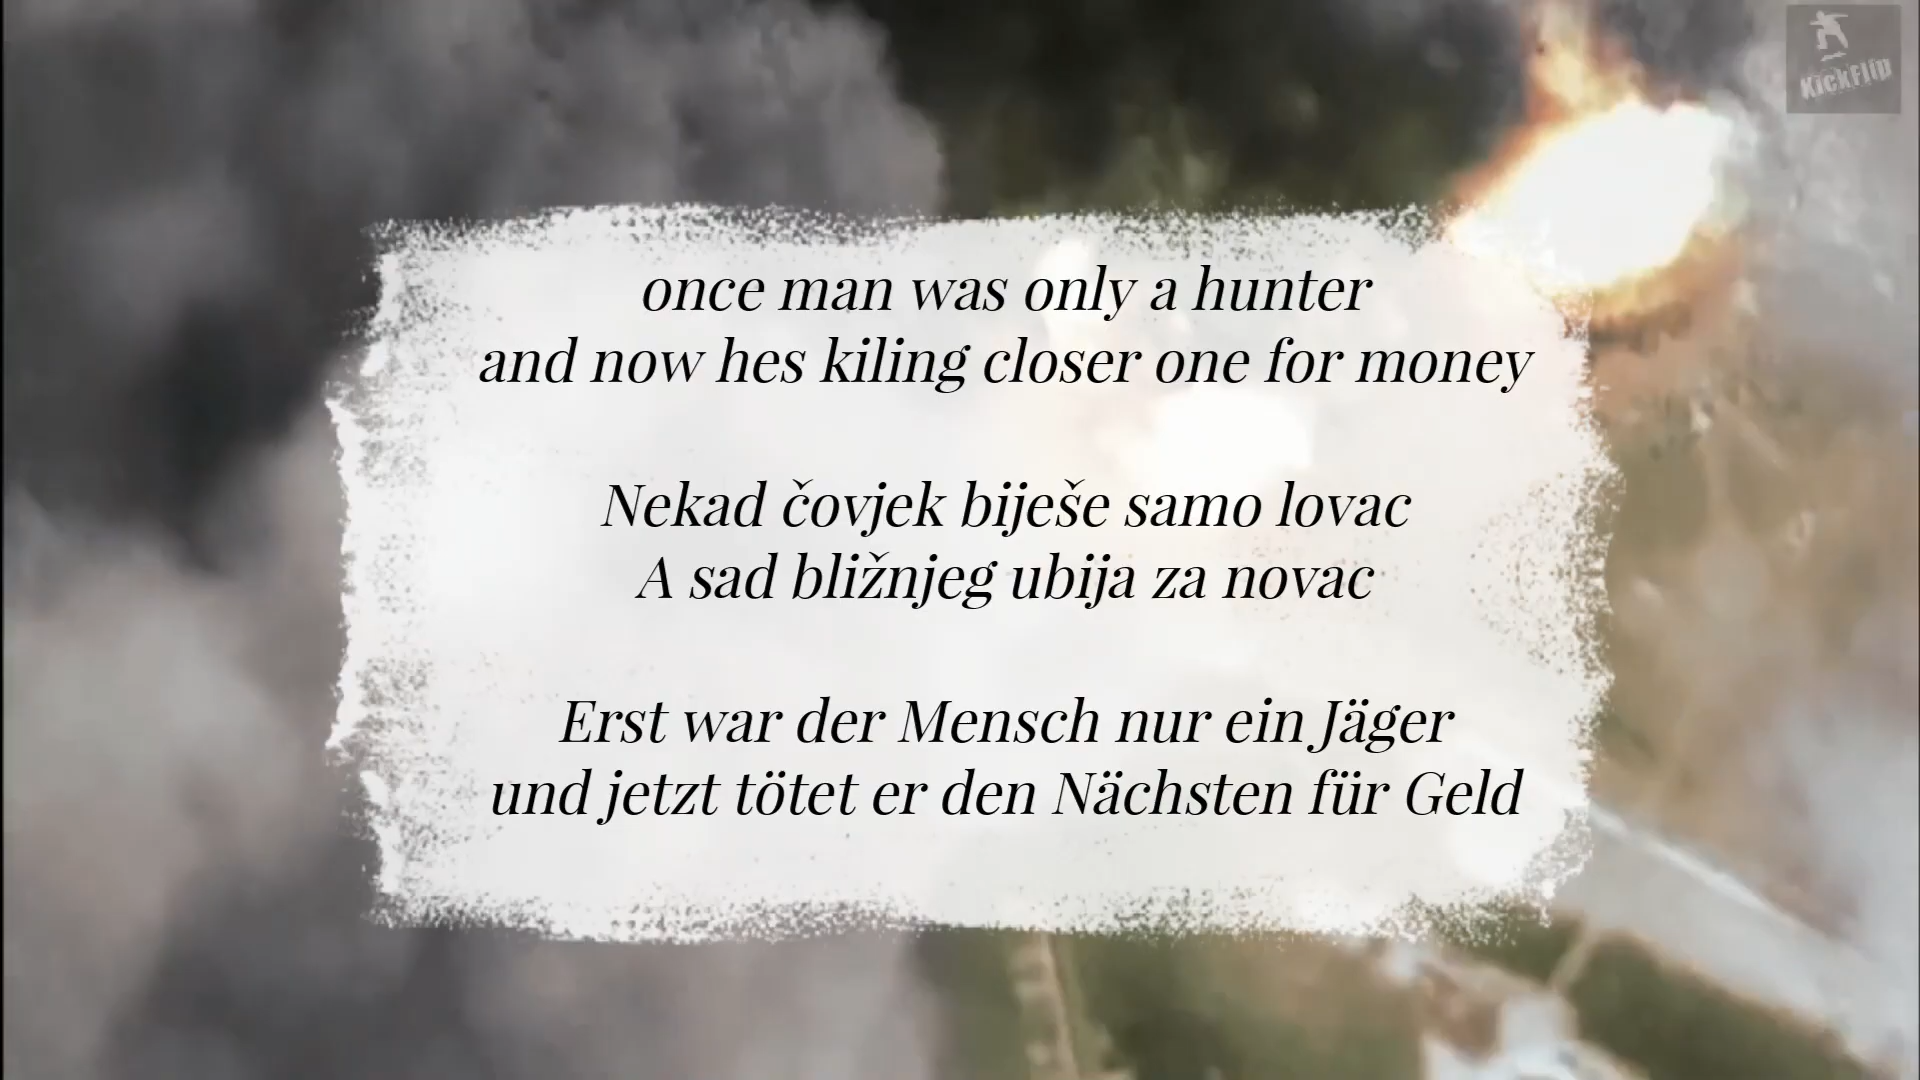 KickFlip
once man was only a hunter
and now hes kiling closer one for money
Nekad čovjek biješe samo lovac
A sad bližnjeg ubija za novac
Erst war der Mensch nur ein Jäger
und jetzt tötet er den Nächsten für Geld